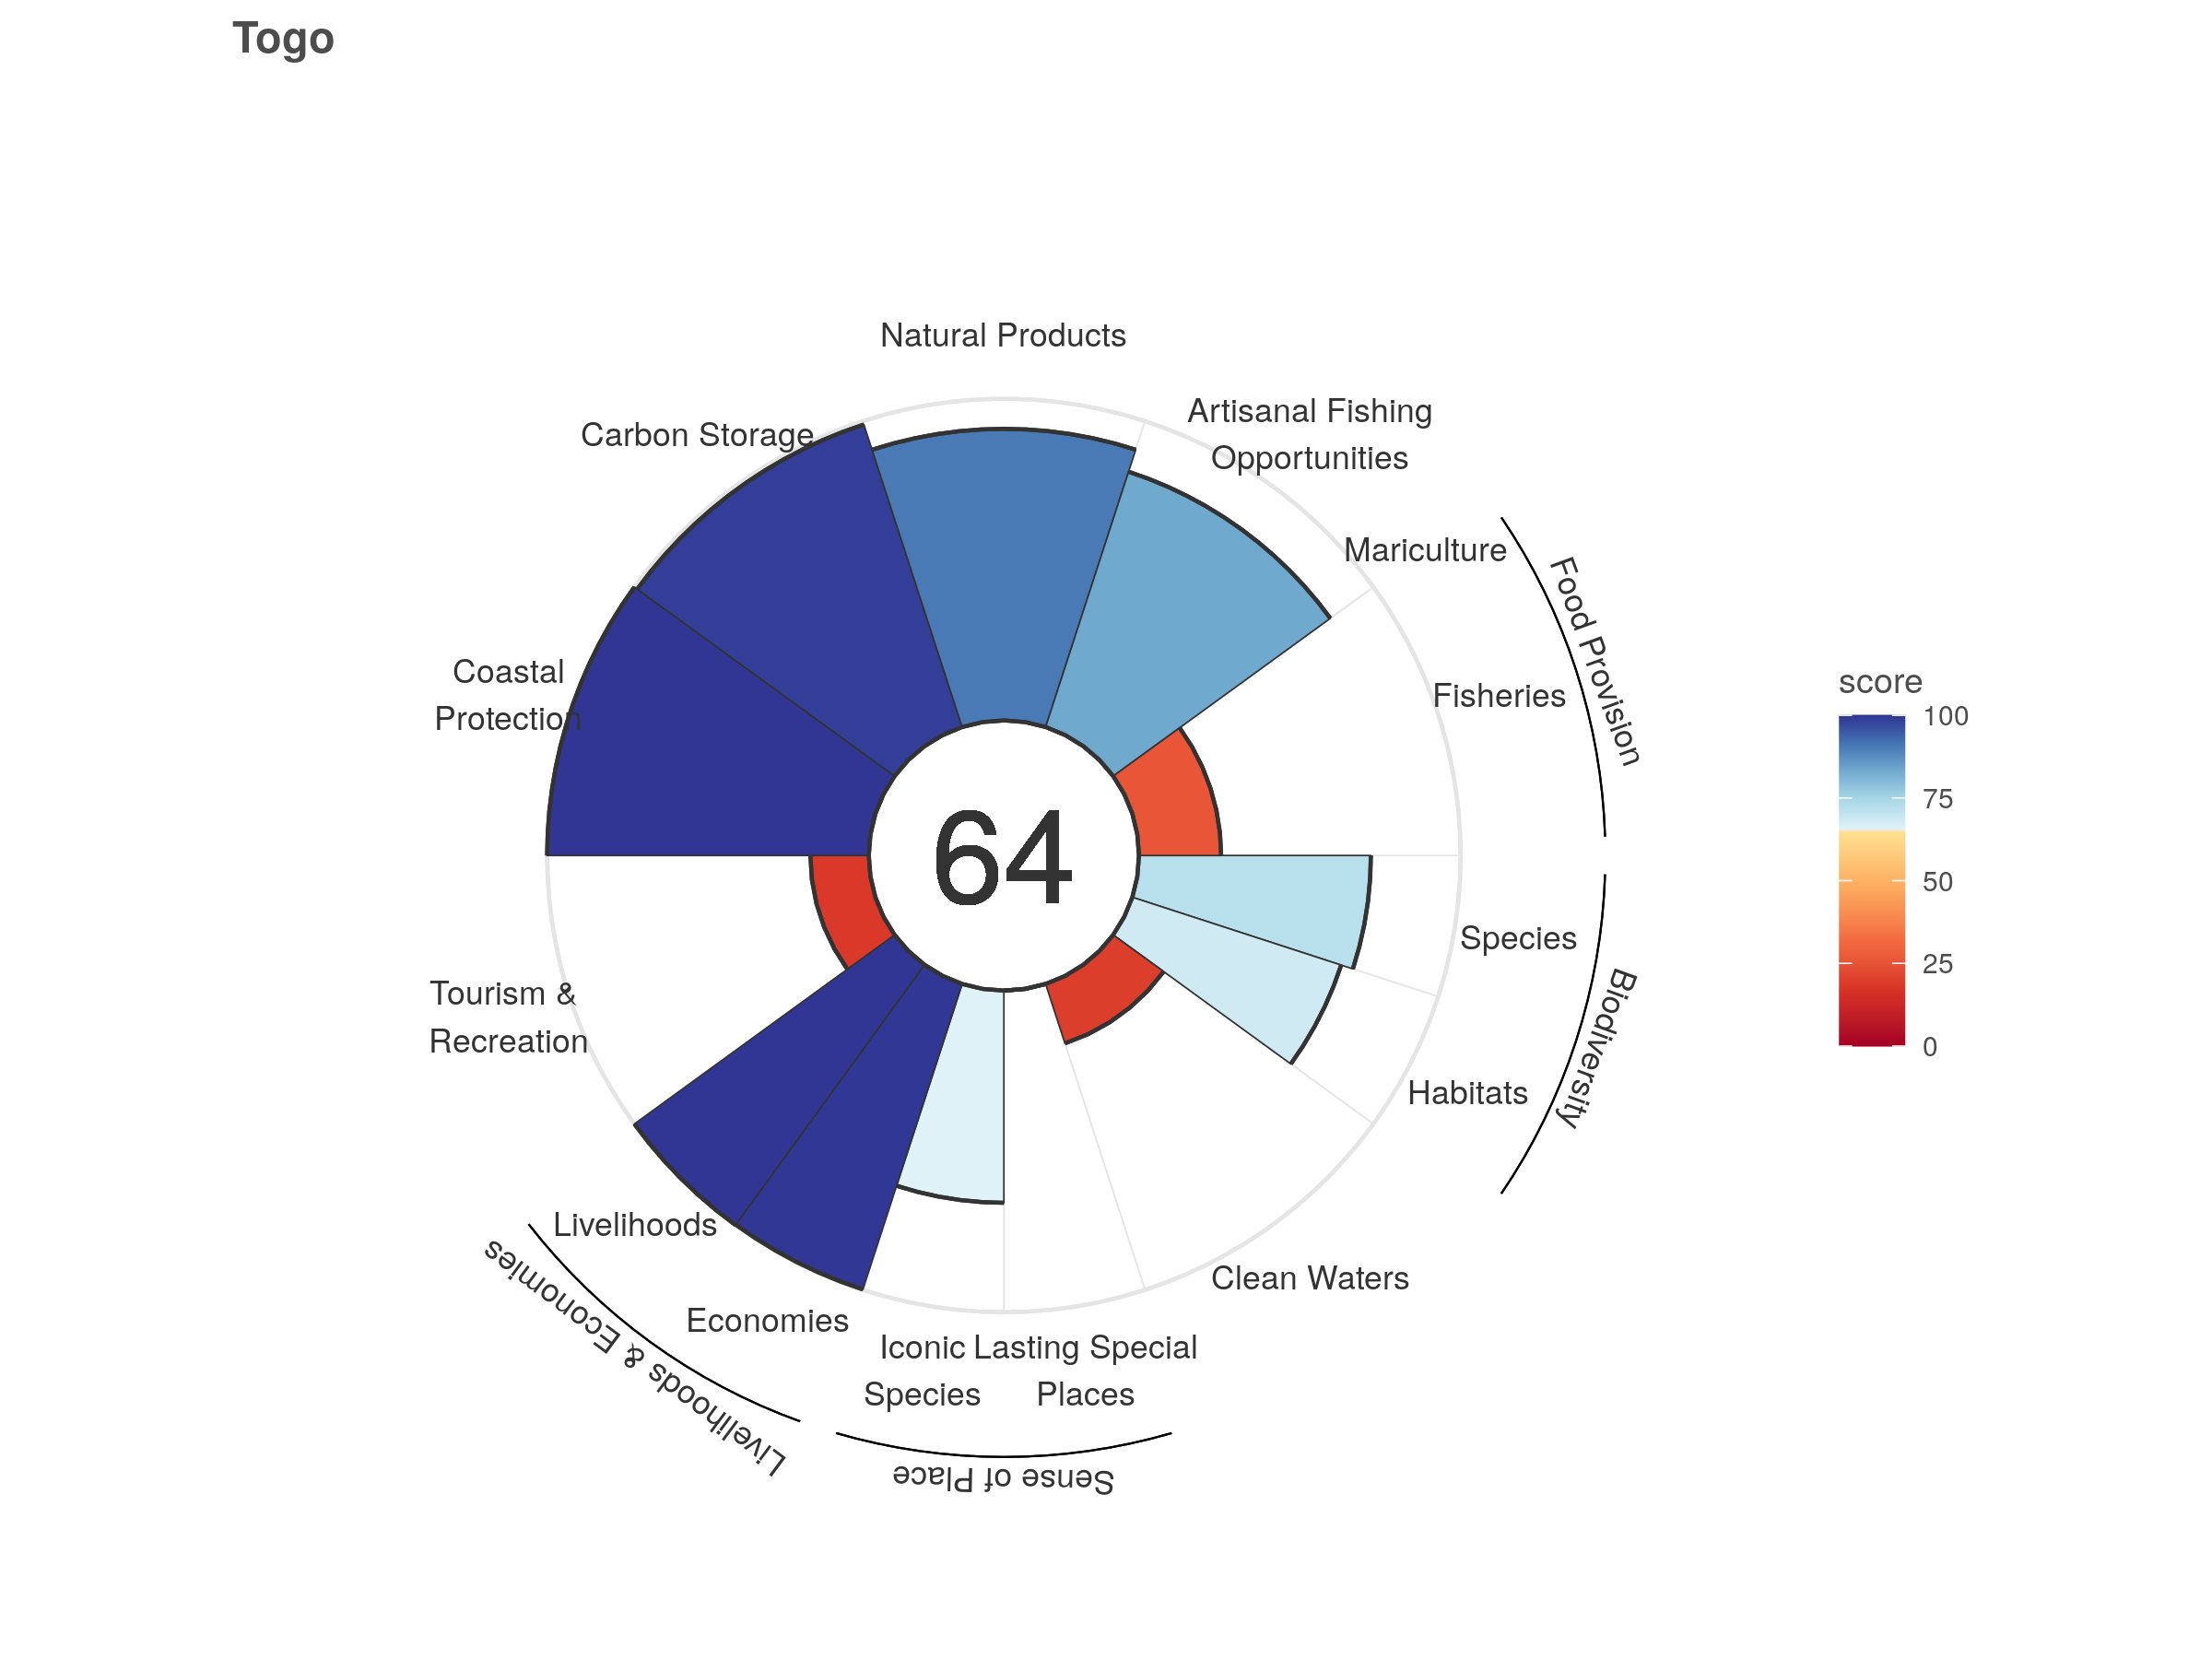 Togo
Natural Products
Carbon Storage
Artisanal Fishing
Opportunities
Mariculture
Food Provision
Fisheries
Coastal
Protection
64
score
100
75
50
25
0
Species
Biodiversity
Habitats
Tourism &
Recreation
Clean Waters
Livelihoods
Economies
Livelihoods & Economies
Iconic
Species
Lasting Special
Places
Sense of Place